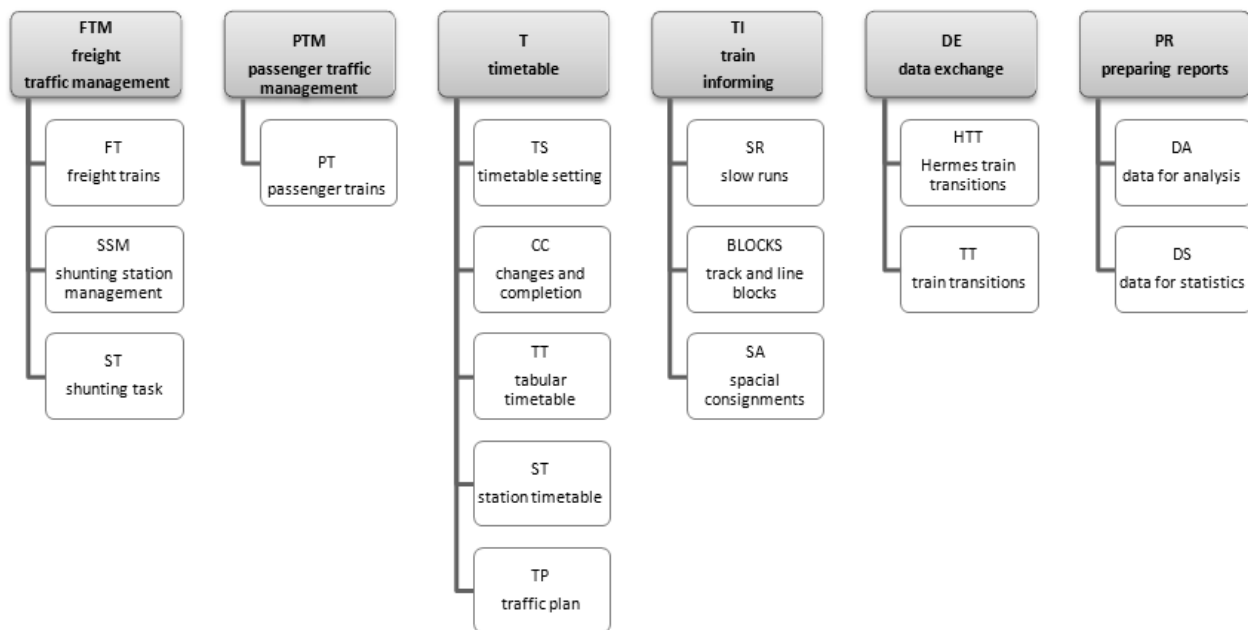 FTM
freight
traffic management
FT
freight trains
SSM
shunting station
management
ST
shunting task
PTM
passenger traffic
management
PT
passenger trains
T
timetable
TS
timetable setting
CC
changes and
completion
TT
tabular
timetable
ST
station timetable
TP
traffic plan
TI
train
informing
SR
slow runs
BLOCKS
track and line
blocks
SA
spacial
consignments
DE
data exchange
HTT
Hermes train
transitions
TT
train transitions
PR
preparing reports
DA
data for analysis
DS
data for statistics